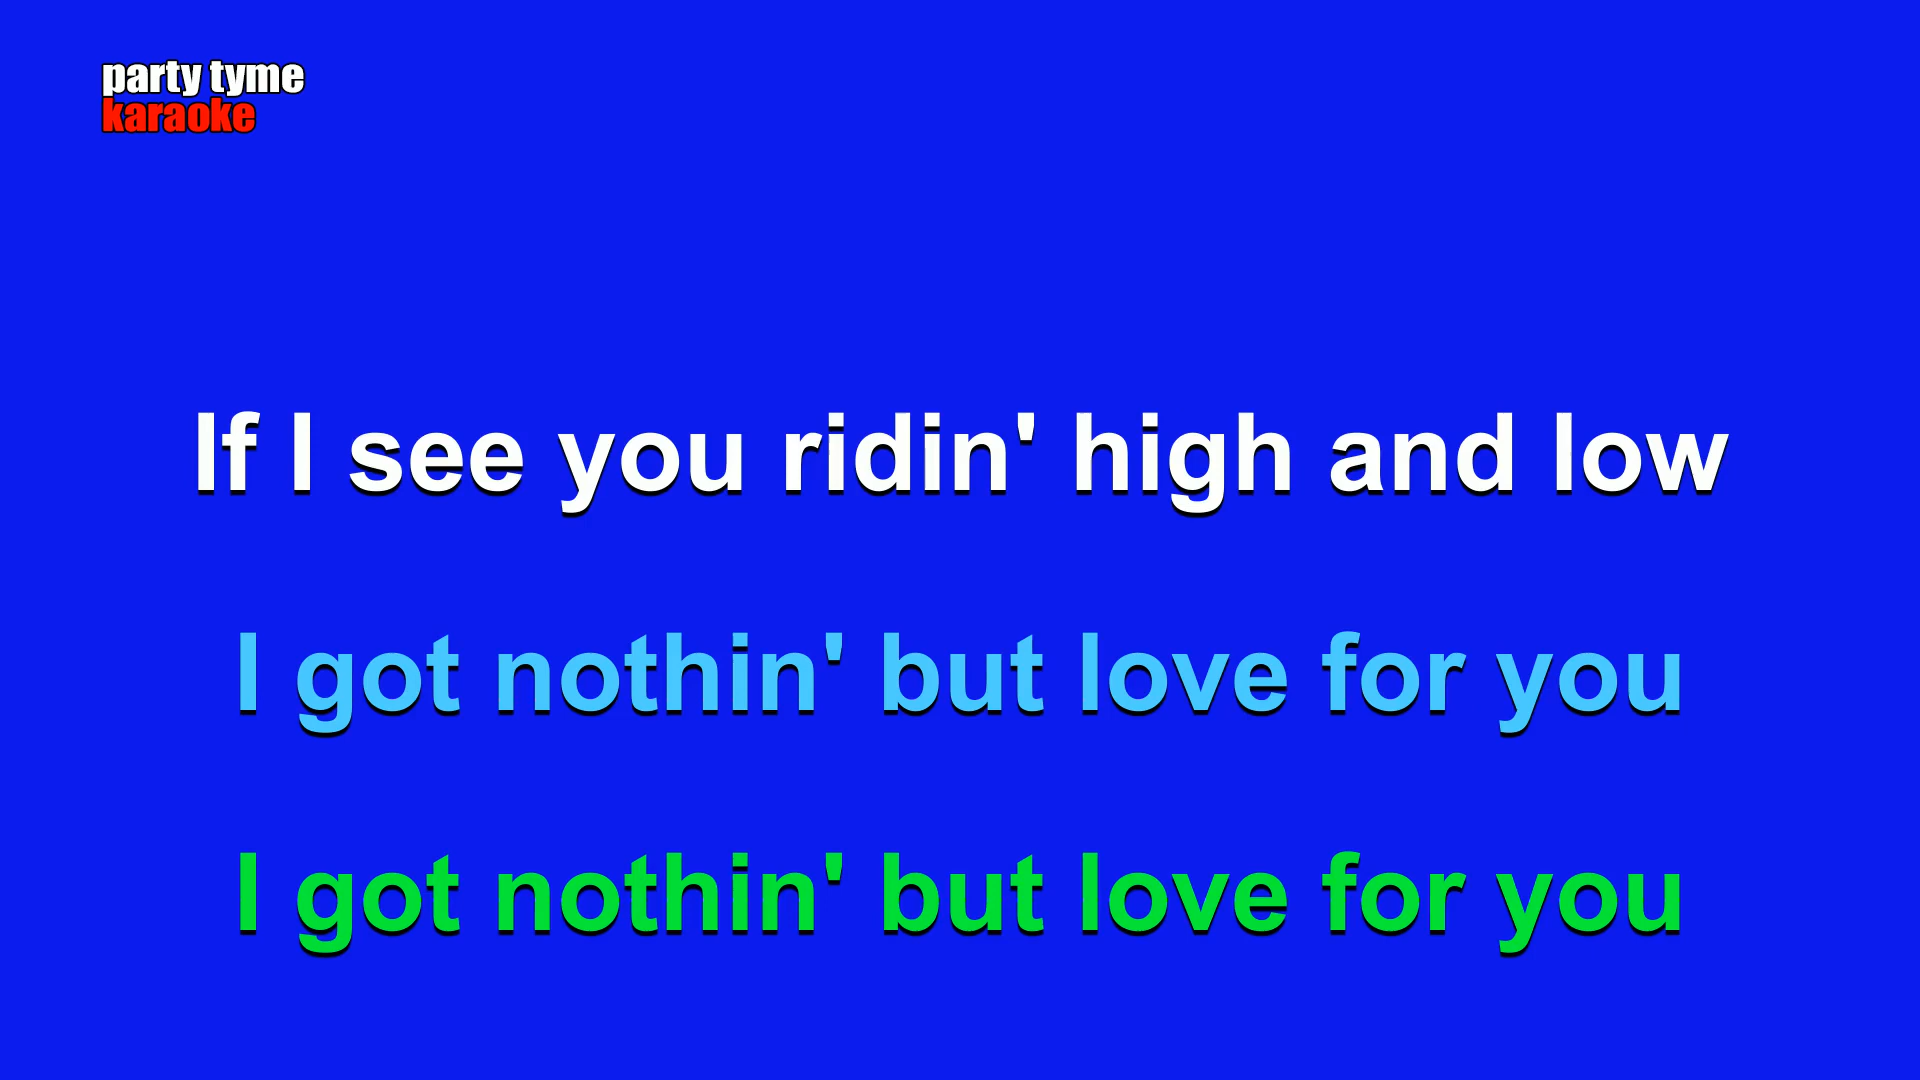 party tyme
karaoke
If I see you ridin' high and low
I got nothin' but love for you
I got nothin' but love for you